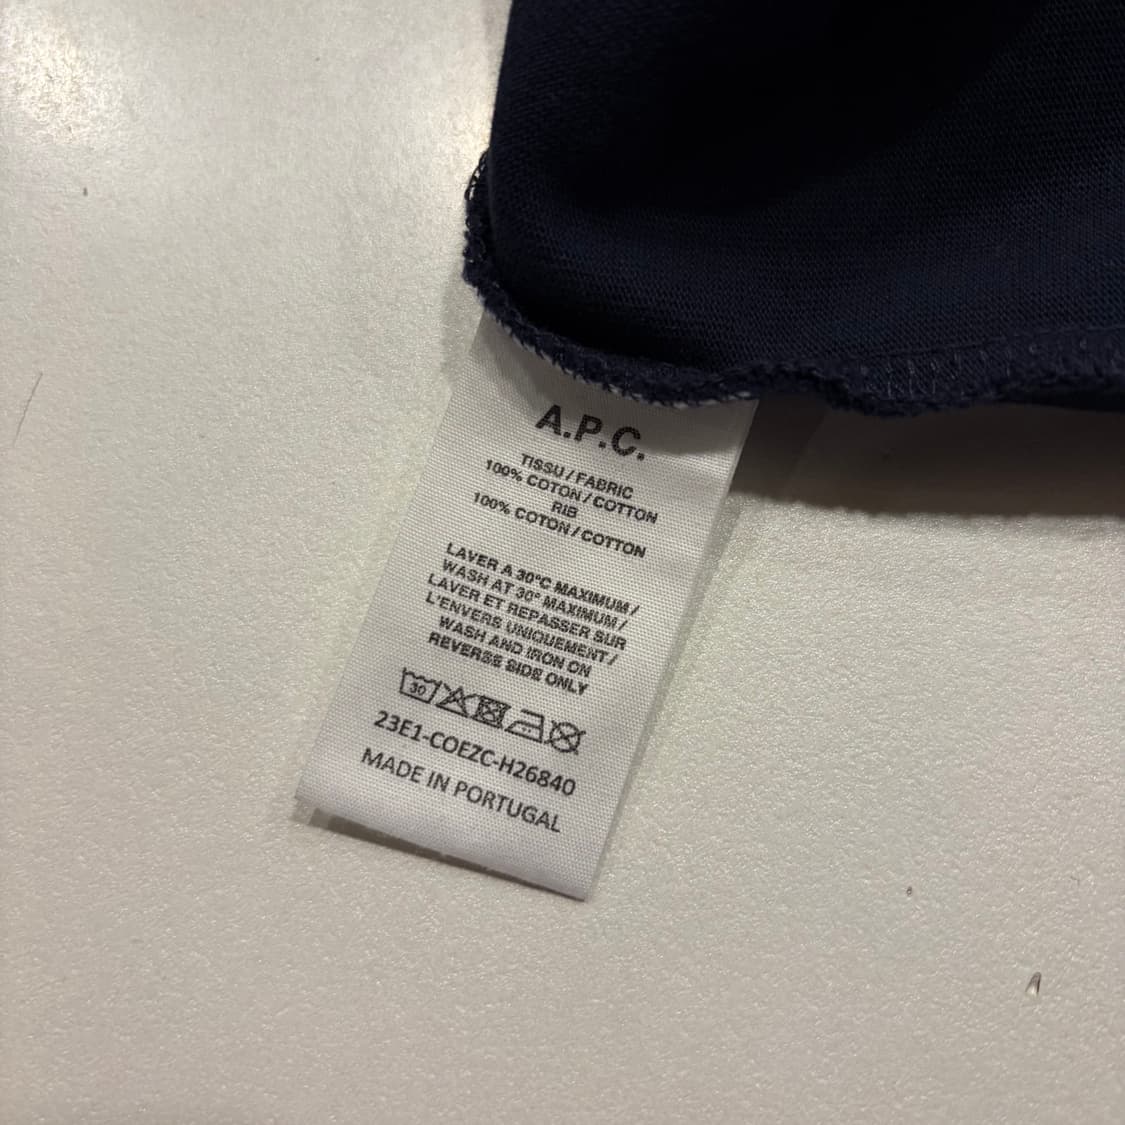 A.P.C.
TISSU / FABRIC
100% COTON / COTTON
RIB
100% COTON / COTTON
LAVER A 30°C MAXIMUM /
WASH AT 30° MAXIMUM /
LAVER ET REPASSER SUR
L'ENVERS UNIQUEMENT /
WASH AND IRON ON
REVERSE SIDE ONLY
30
23E1-COEZC-H26840
MADE IN PORTUGAL